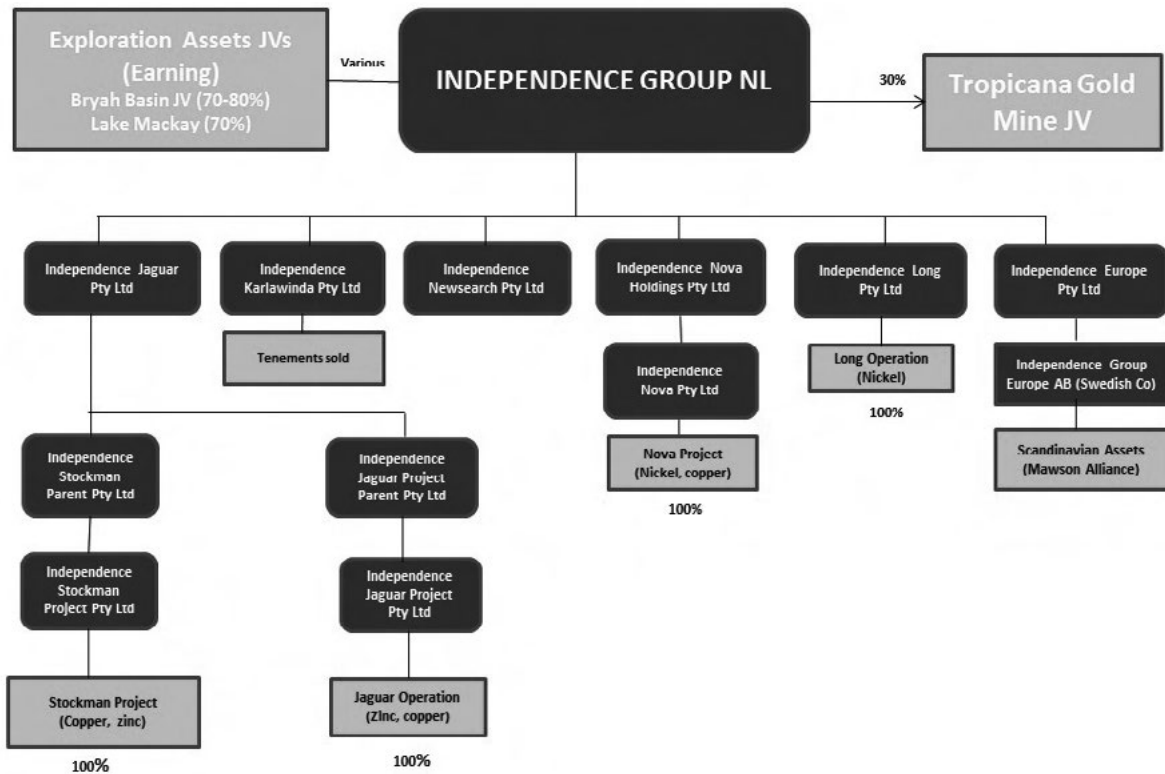 Exploration Assets JVs
(Earning)
Bryah Basin JV (70-80%)
Lake Mackay (70%)
Various
INDEPENDENCE GROUP NL
30%
Tropicana Gold
Mine JV
Independence Jaguar
Pty Ltd
Independence
Karlawinda Pty Ltd
Independence
Newsearch Pty Ltd
Independence Nova
Holdings Pty Ltd
Independence Long
Pty Ltd
Independence Europe
Pty Ltd
Tenements sold
Independence
Nova Pty Ltd
Long Operation
(Nickel)
100%
Independence Group
Europe AB (Swedish Co)
Independence
Stockman
Parent Pty Ltd
Independence
Jaguar Project
Parent Pty Ltd
Nova Project
(Nickel, copper)
100%
Scandinavian Assets
(Mawson Alliance)
Independence
Stockman
Project Pty Ltd
Independence
Jaguar Project
Pty Ltd
Stockman Project
(Copper, zinc)
100%
Jaguar Operation
(Zinc, copper)
100%